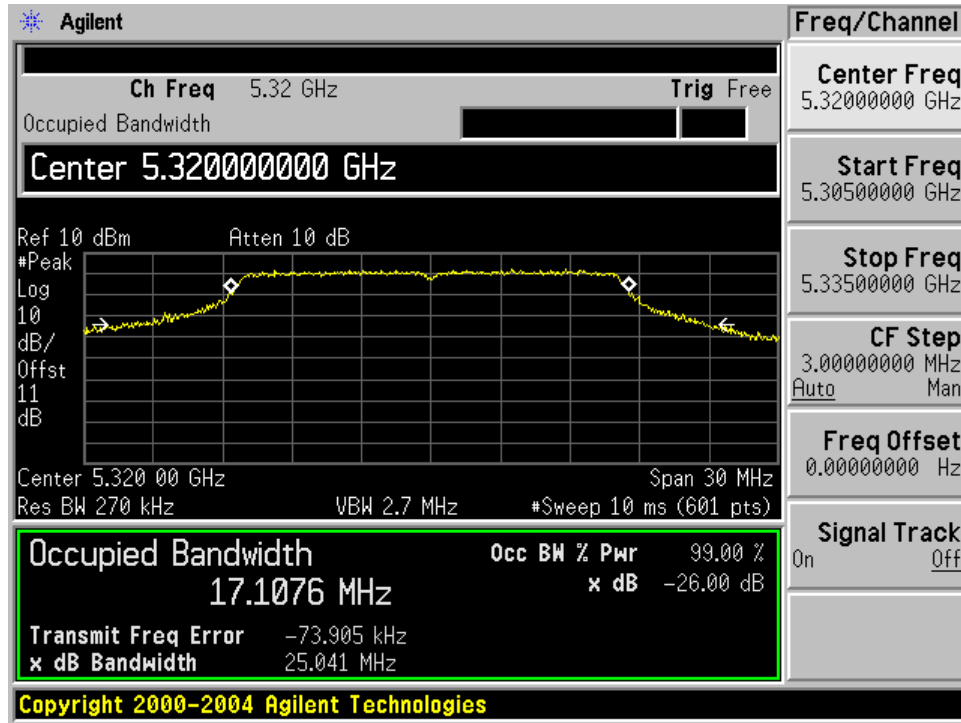 Agilent
Freq/Channel
Ch Freq 5.32 GHz Trig Free
Occupied Bandwidth
Center 5.320000000 GHz
Ref 10 dBm Atten 10 dB
#Peak
Log
10
dB/
Offst
11
dB
Center 5.320 00 GHz Span 30 MHz
Res BW 270 kHz VBW 2.7 MHz #Sweep 10 ms (601 pts)
Occupied Bandwidth
17.1076 MHz
Occ BW % Pwr 99.00 %
x dB -26.00 dB
Transmit Freq Error -73.905 kHz
x dB Bandwidth 25.041 MHz
Copyright 2000-2004 Agilent Technologies
Center Freq
5.32000000 GHz
Start Freq
5.30500000 GHz
Stop Freq
5.33500000 GHz
CF Step
3.00000000 MHz
Auto Man
Freq Offset
0.00000000 Hz
Signal Track
On Off